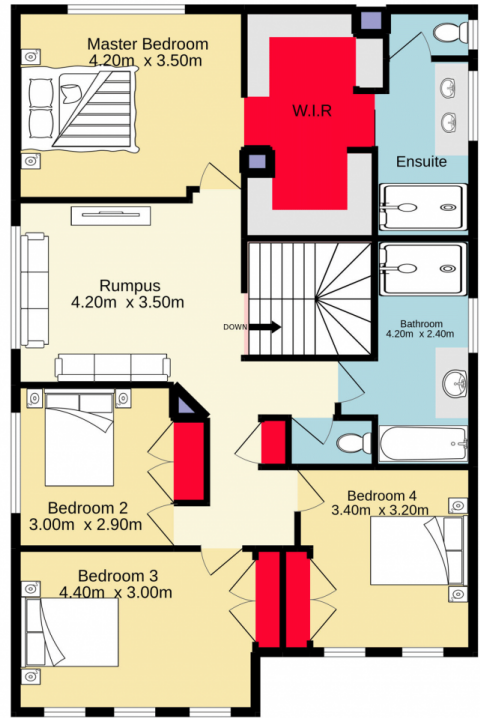 Master Bedroom
4.20m x 3.50m
W.I.R
Ensuite
Rumpus
4.20m x 3.50m
DOWN
Bathroom
4.20m x 2.40m
Bedroom 2
3.00m x 2.90m
Bedroom 4
3.40m x 3.20m
Bedroom 3
4.40m x 3.00m